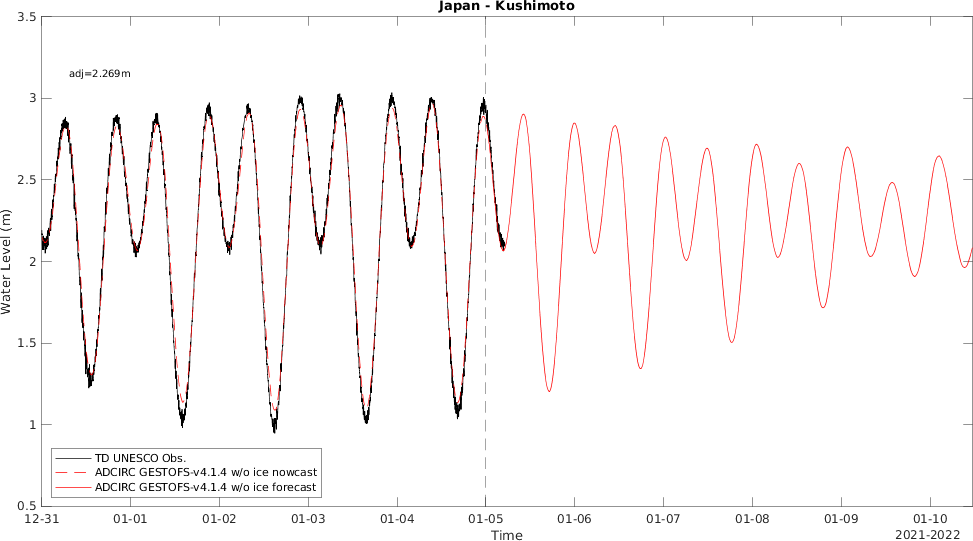 Japan - Kushimoto
3.5
adj=2.269m
3
2.5
2
1.5
1
0.5
Water Level (m)
TD UNESCO Obs.
ADCIRC GESTOFS-v4.1.4 w/o ice nowcast
ADCIRC GESTOFS-v4.1.4 w/o ice forecast
12-31 01-01 01-02 01-03 01-04 01-05 01-06 01-07 01-08 01-09 01-10
Time
2021-2022